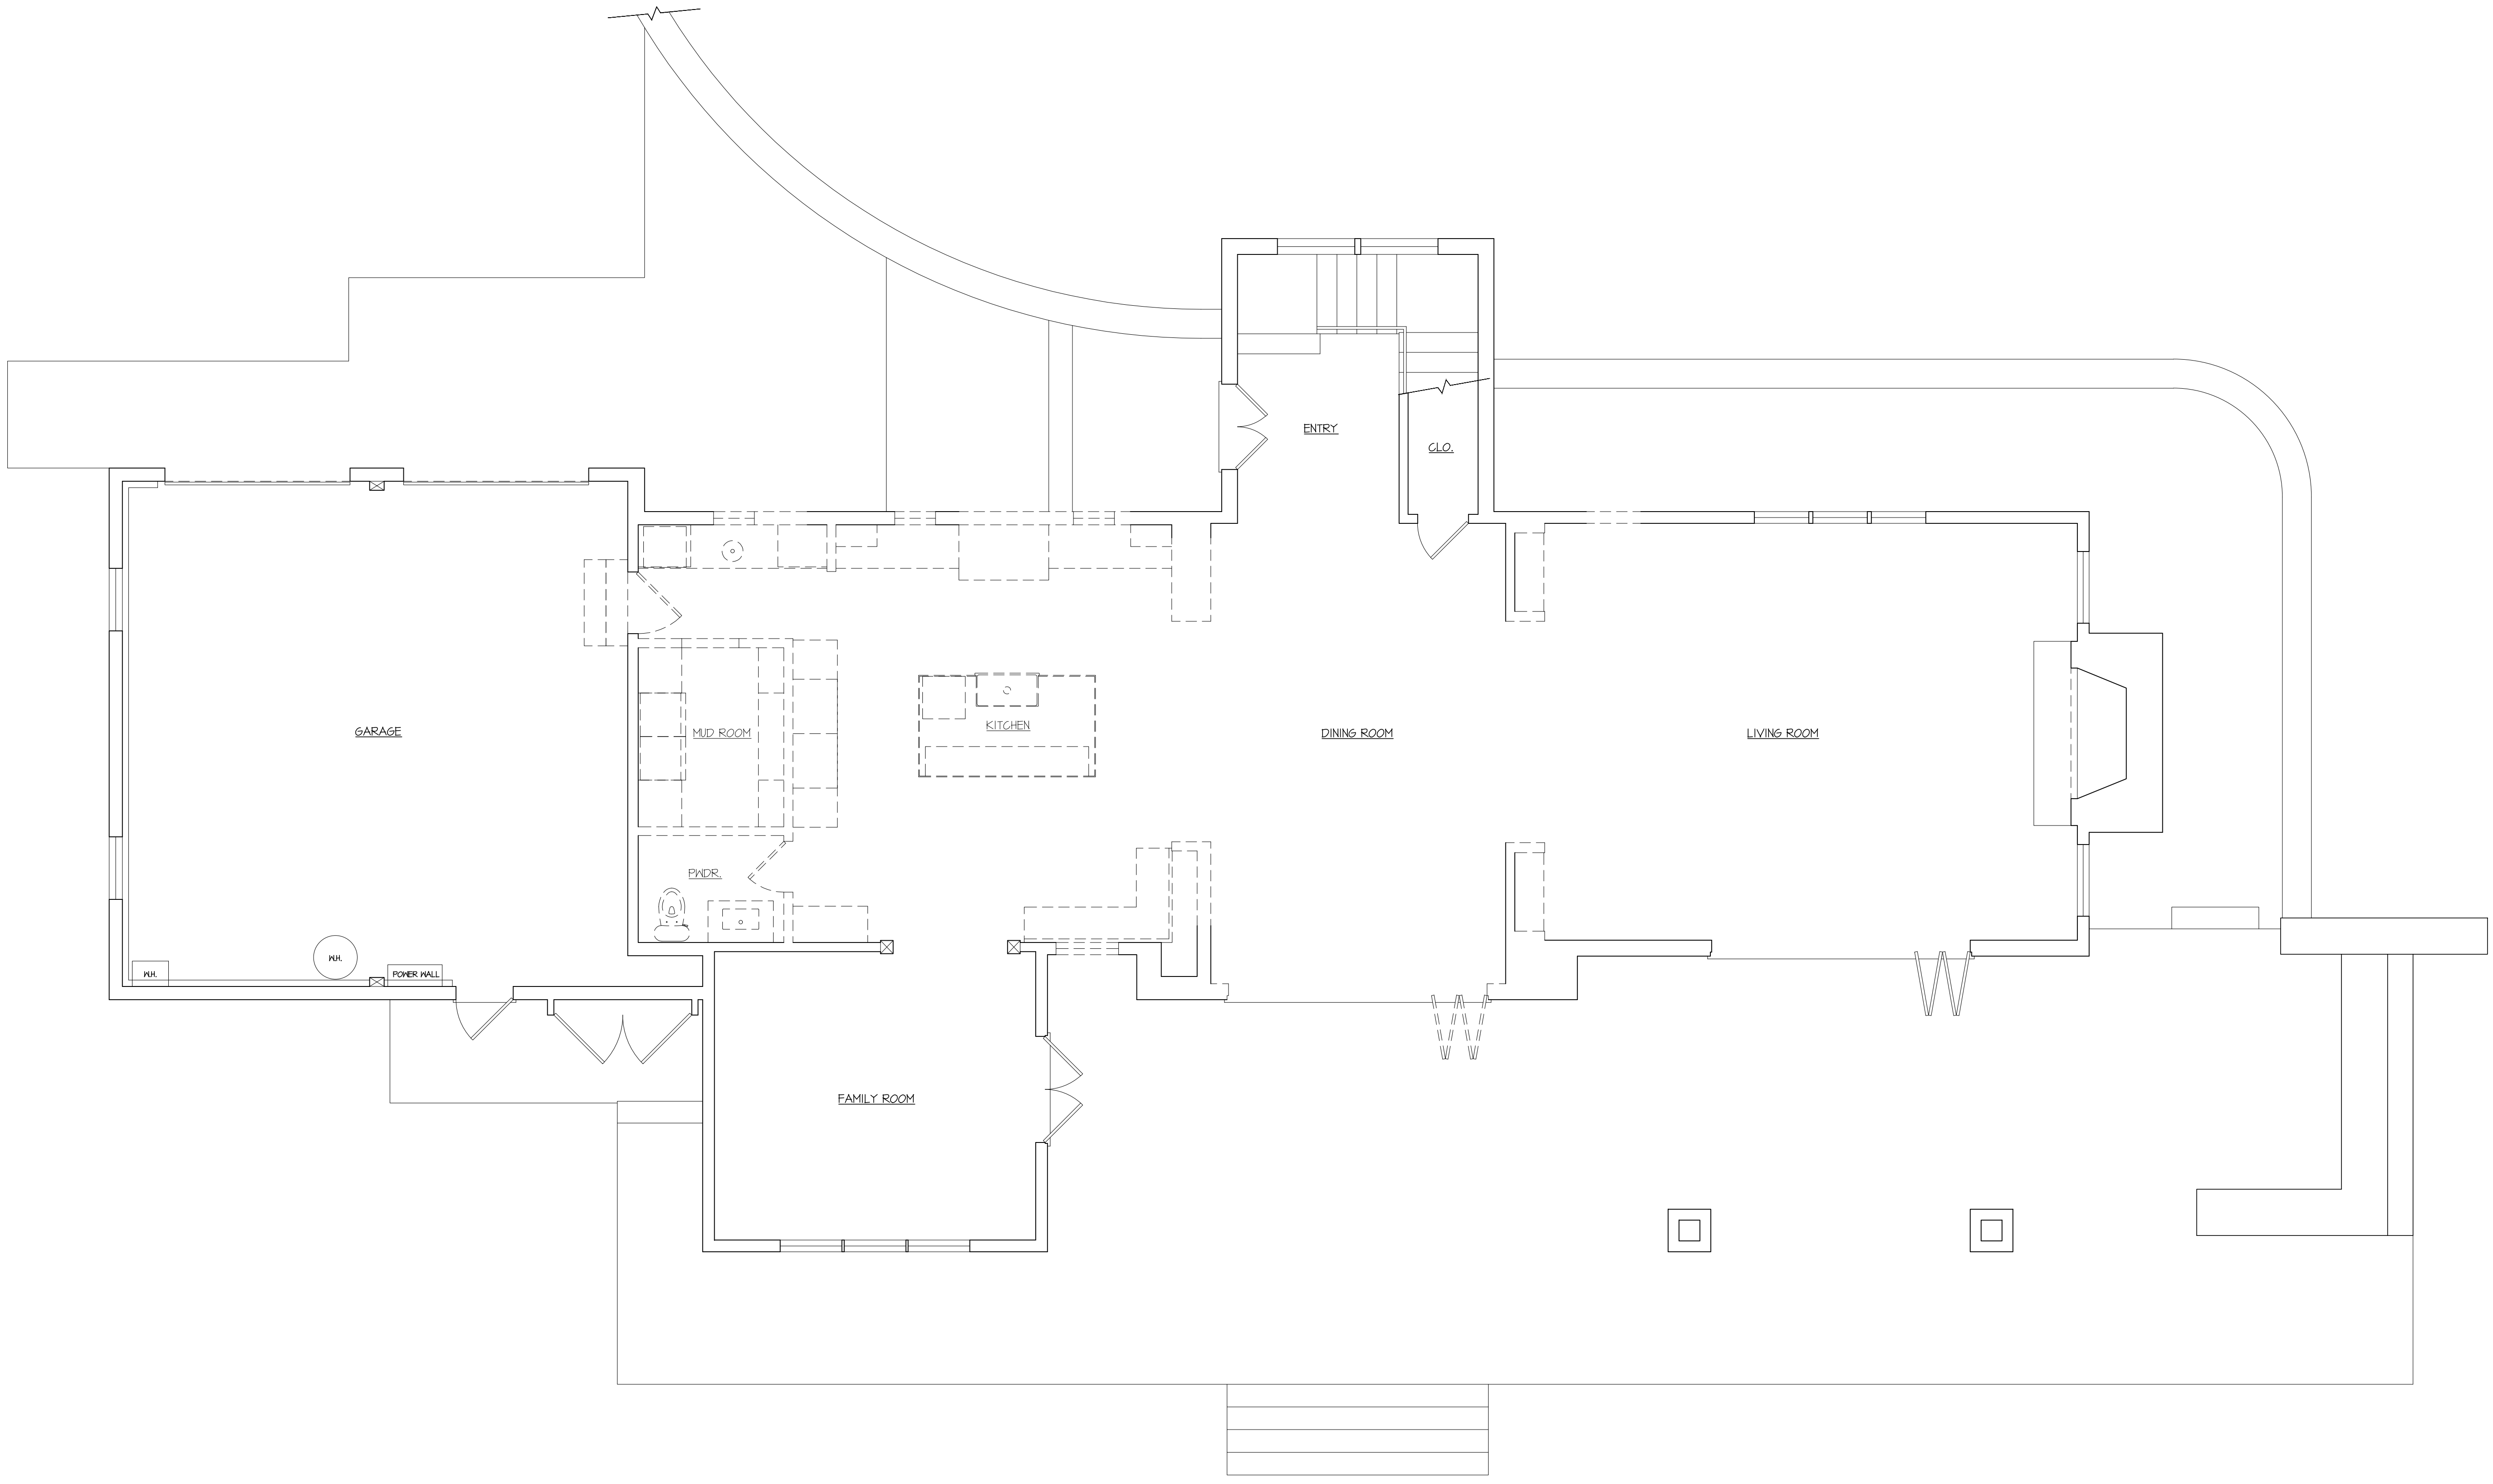 ENTRY
CLO.
GARAGE
MUD ROOM
KITCHEN
DINING ROOM
LIVING ROOM
PWDR.
W.H.
W.H.
POWER WALL
FAMILY ROOM